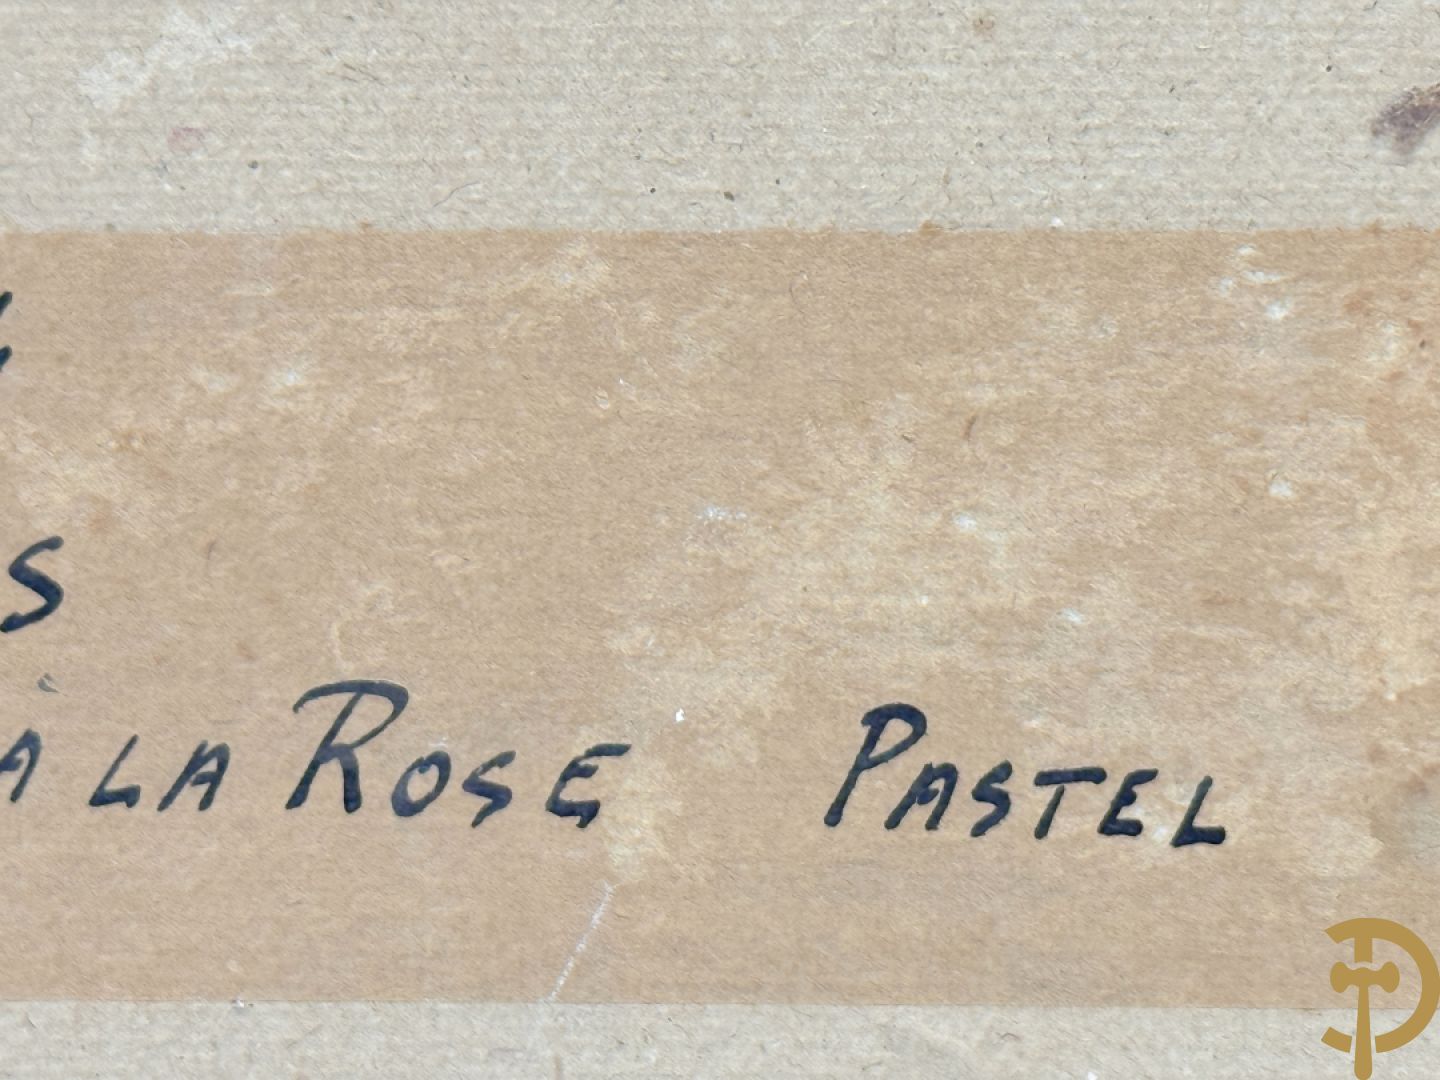 S
À LA ROSE PASTEL